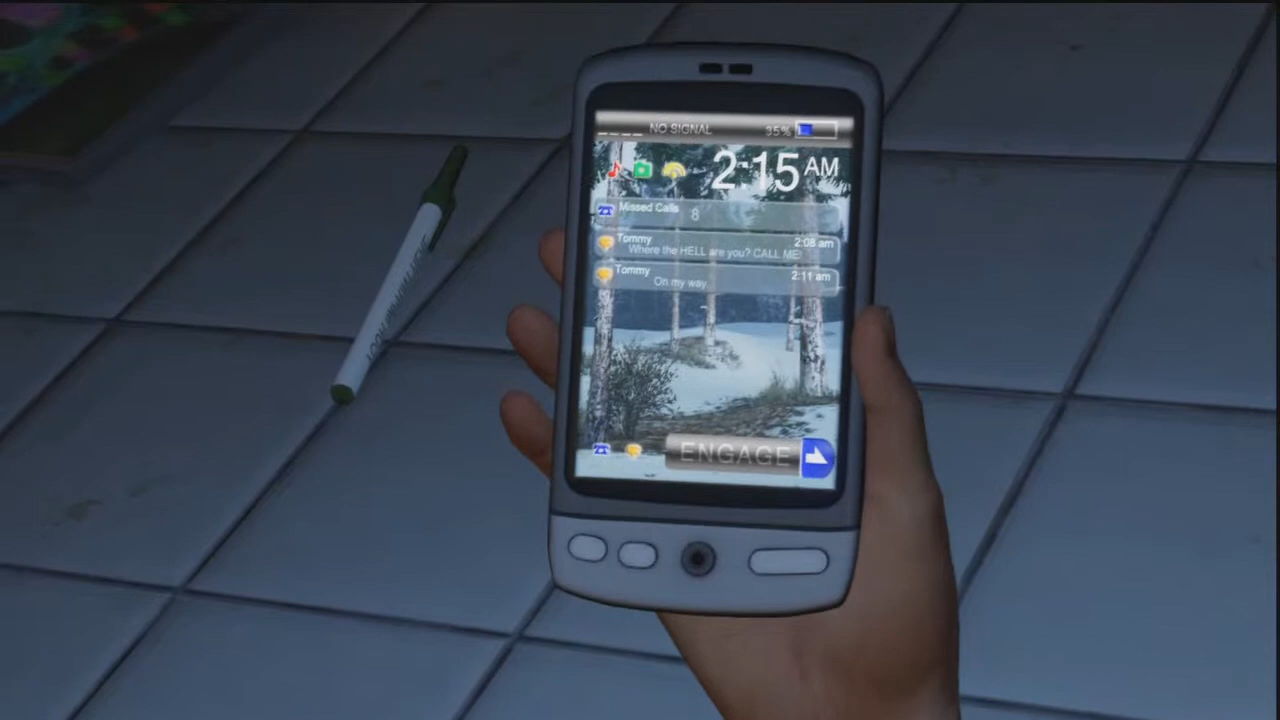 NO SIGNAL 35%
2:15 AM
Missed Calls 8
Tommy 2:08 am
Where the HELL are you? CALL ME!
Tommy 2:11 am
On my way
ENGAGE